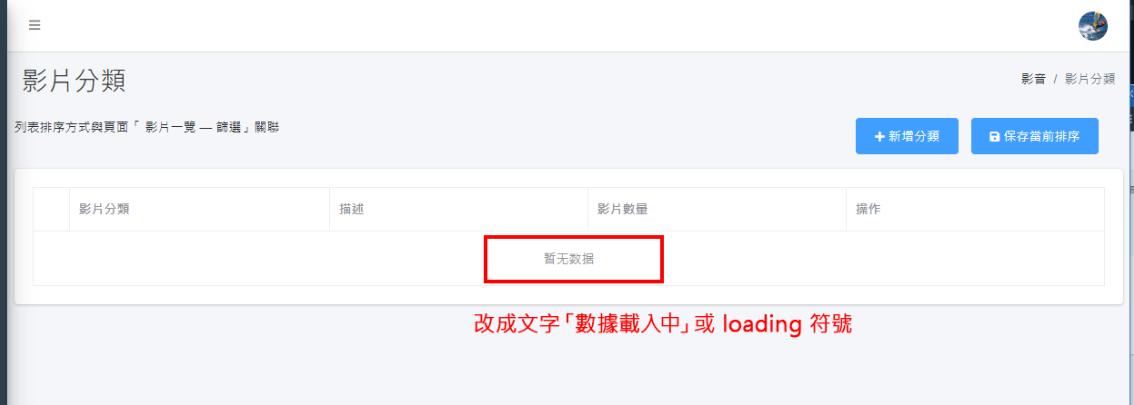 影片分類
影音 / 影片分類
列表排序方式與頁面「 影片一覽 — 篩選」關聯
新增分類
保存當前排序
影片分類 描述 影片數量 操作
暫无数据
改成文字「數據載入中」或 loading 符號